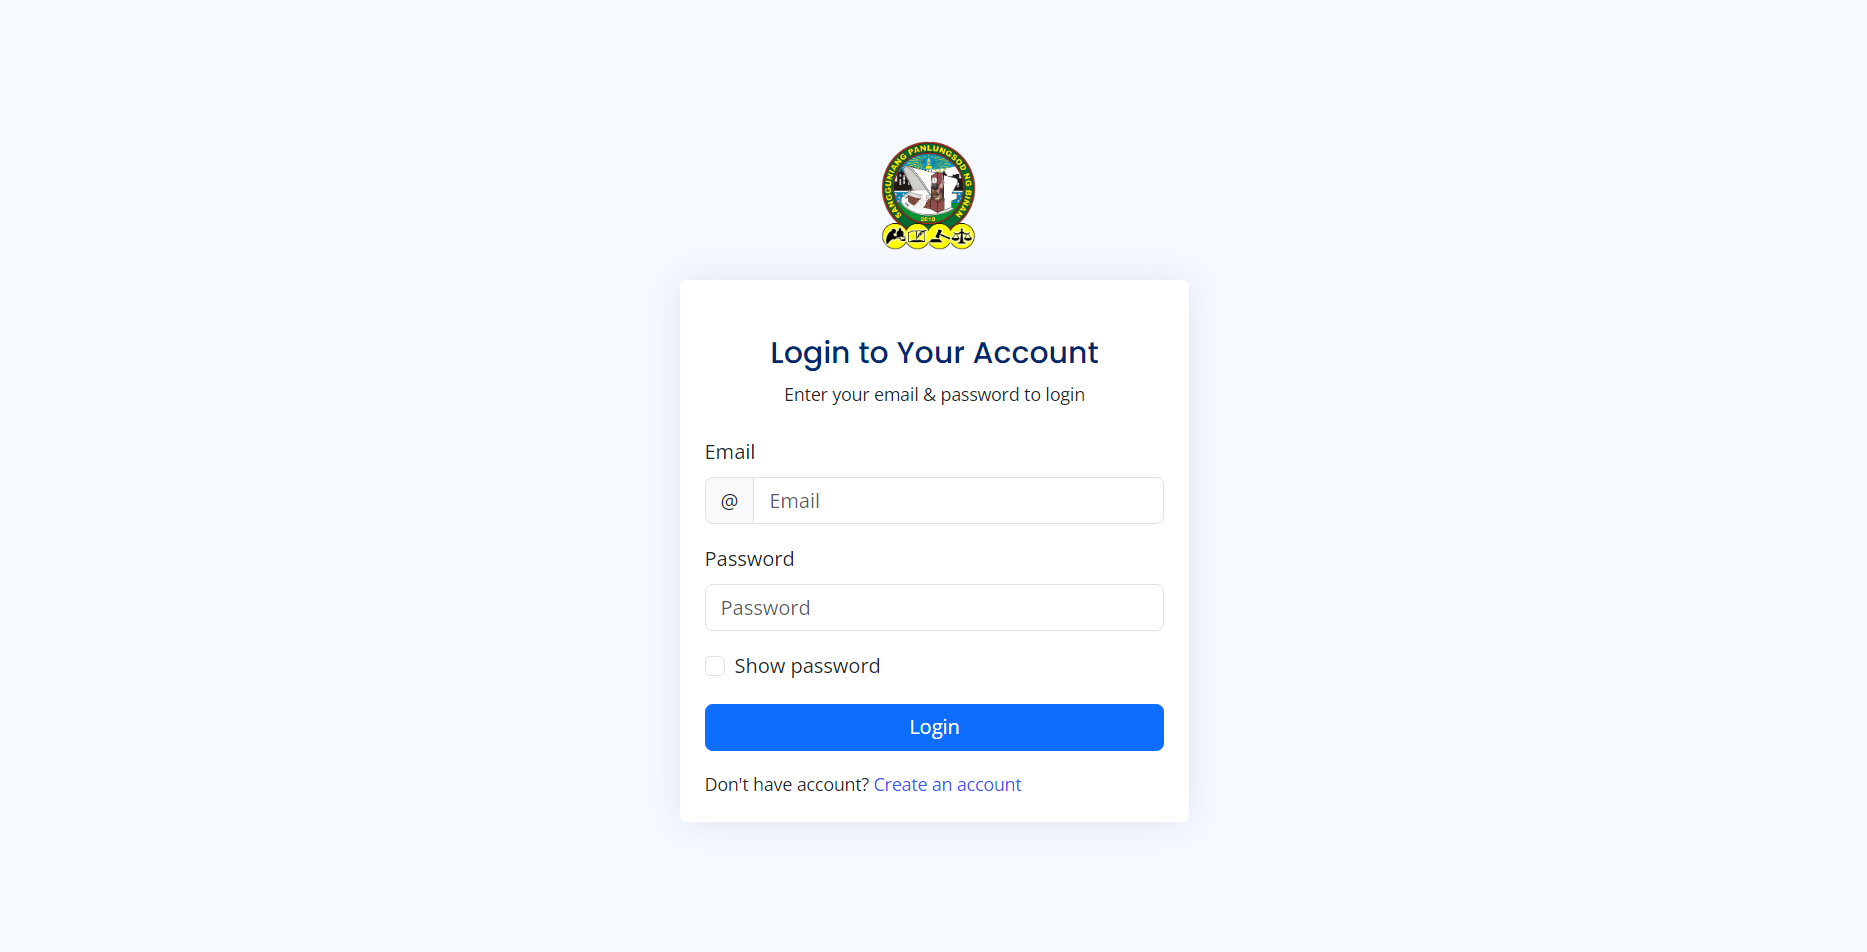 SANGGUNIANG PANLUNGSOD NG BIÑAN
2010
Login to Your Account
Enter your email & password to login
Email
@ Email
Password
Password
Show password
Login
Don't have account? Create an account